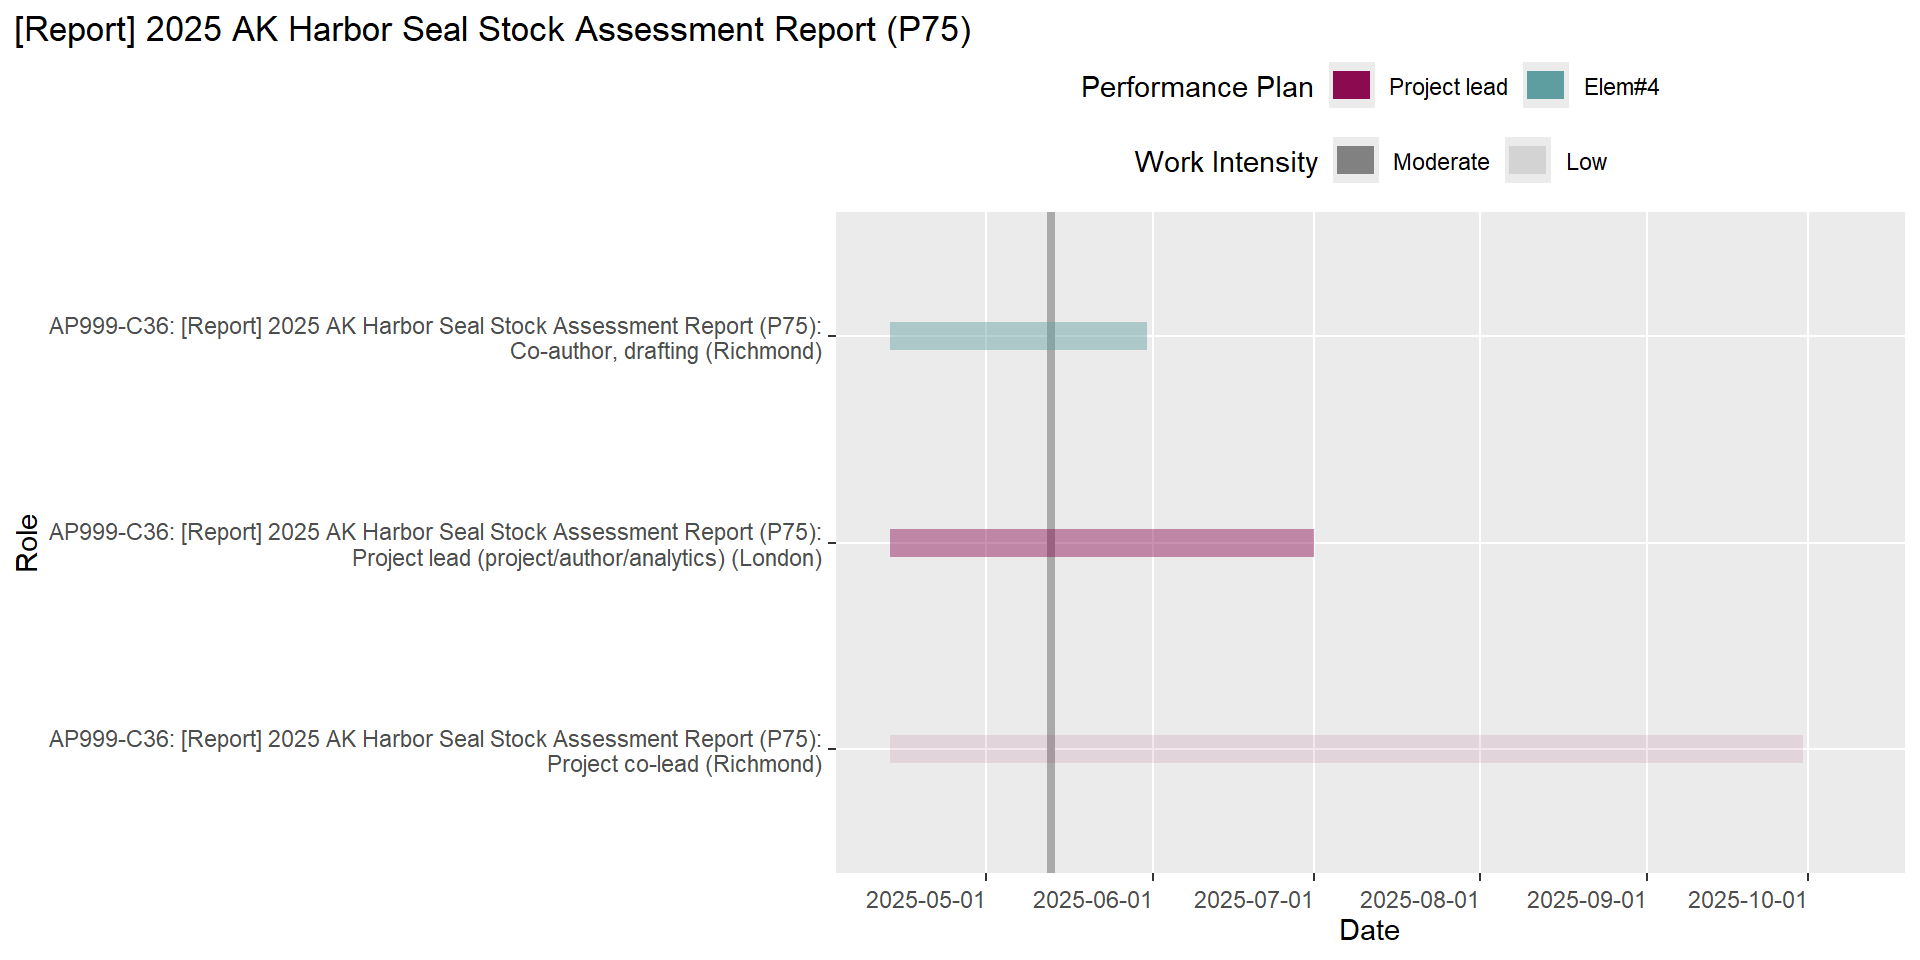 [Report] 2025 AK Harbor Seal Stock Assessment Report (P75)
Performance Plan Project lead Elem#4
Work Intensity Moderate Low
AP999-C36: [Report] 2025 AK Harbor Seal Stock Assessment Report (P75):
Co-author, drafting (Richmond)
Role
AP999-C36: [Report] 2025 AK Harbor Seal Stock Assessment Report (P75):
Project lead (project/author/analytics) (London)
AP999-C36: [Report] 2025 AK Harbor Seal Stock Assessment Report (P75):
Project co-lead (Richmond)
2025-05-01 2025-06-01 2025-07-01 2025-08-01 2025-09-01 2025-10-01
Date